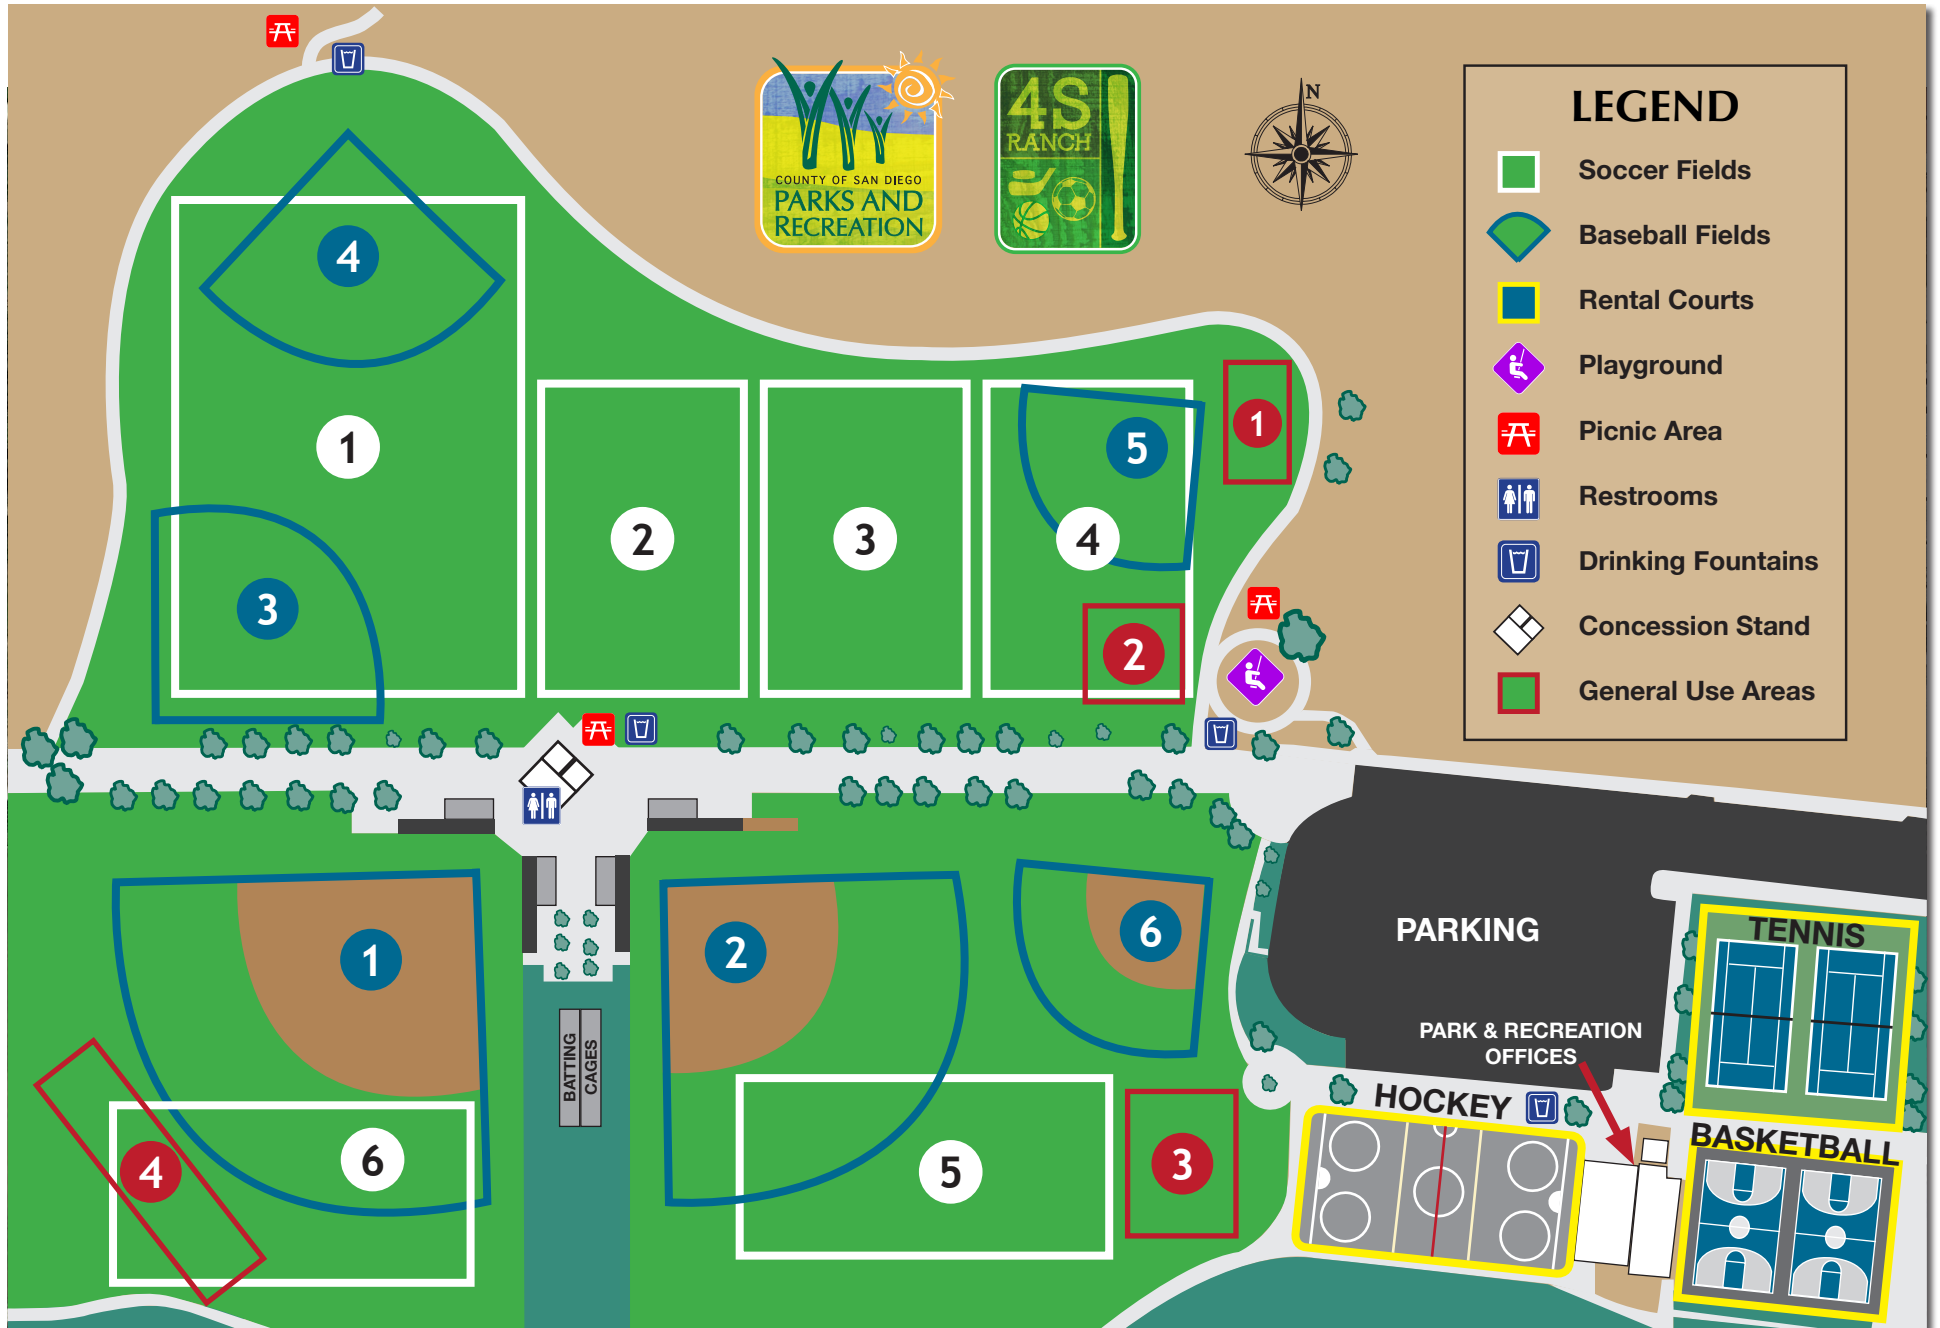 COUNTY OF SAN DIEGO
PARKS AND
RECREATION
4S
RANCH
N
LEGEND
Soccer Fields
Baseball Fields
Rental Courts
Playground
Picnic Area
Restrooms
Drinking Fountains
Concession Stand
General Use Areas
4
1
3
2
3
5
4
1
2
1
2
6
4
6
5
3
BATTING
CAGES
PARKING
TENNIS
PARK & RECREATION
OFFICES
HOCKEY
BASKETBALL